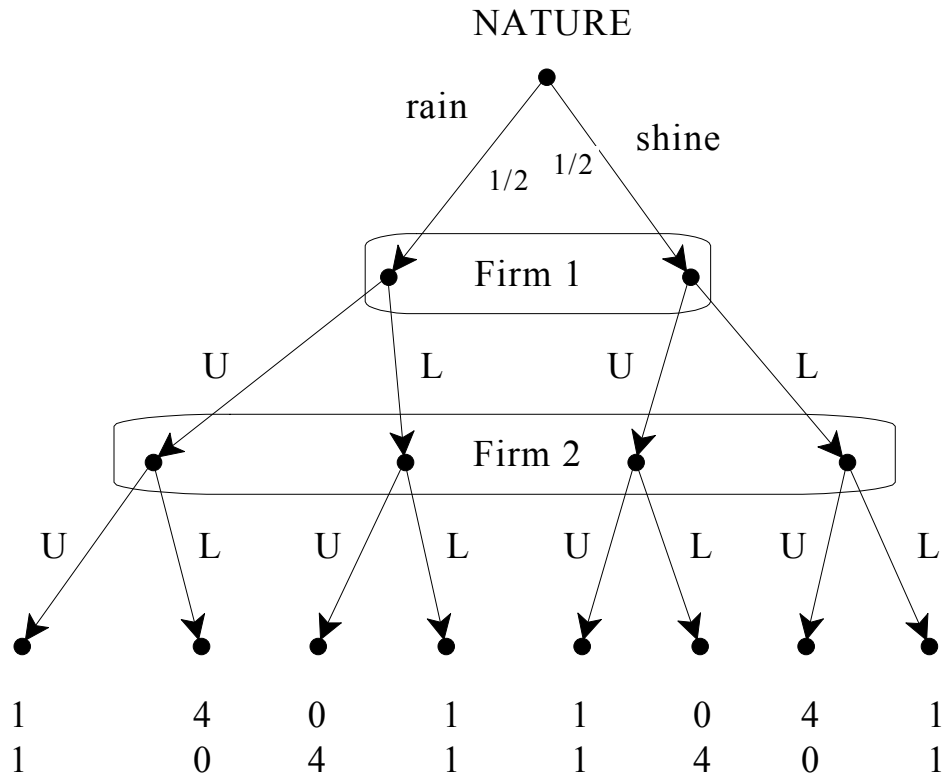 NATURE
rain
shine
1/2 1/2
Firm 1
U L U L
Firm 2
U L U L U L U L
1 4 0 1 1 0 4 1
1 0 4 1 1 4 0 1